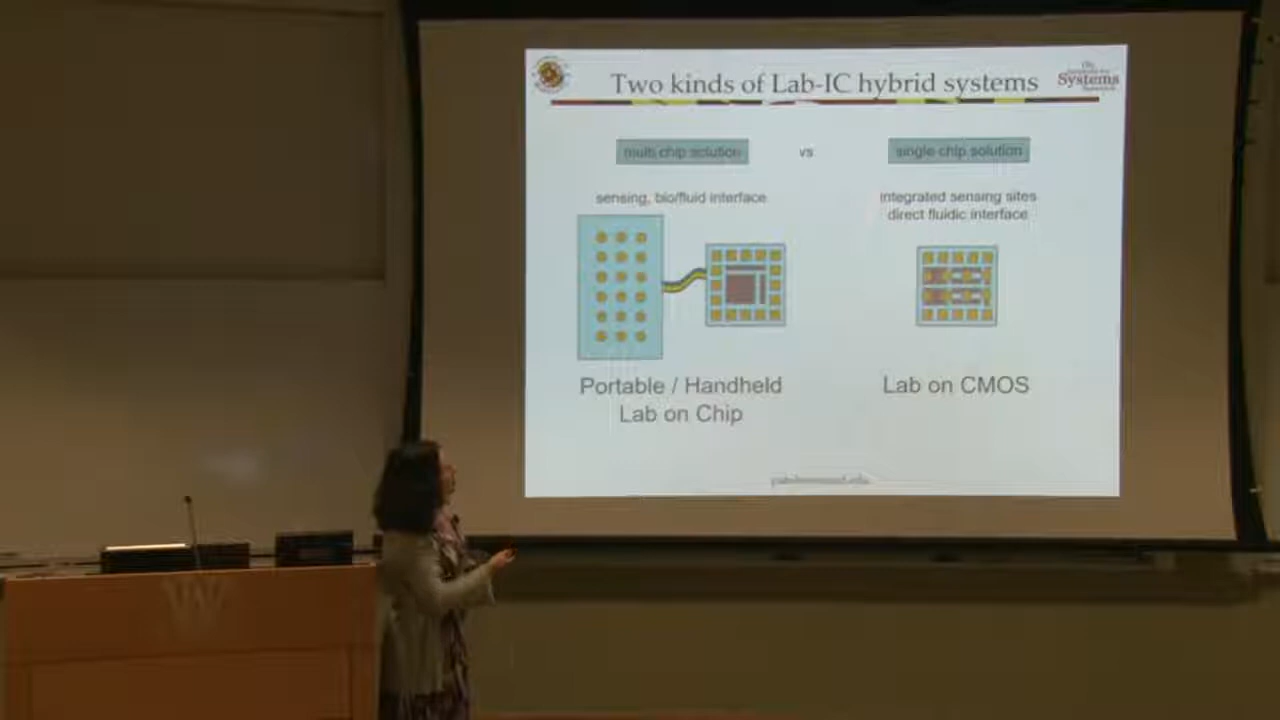 Two kinds of Lab-IC hybrid systems
The
Systems
multi chip solution
vs
single chip solution
sensing, bio/fluid interface
integrated sensing sites
direct fluidic interface
Portable / Handheld
Lab on Chip
Lab on CMOS
W